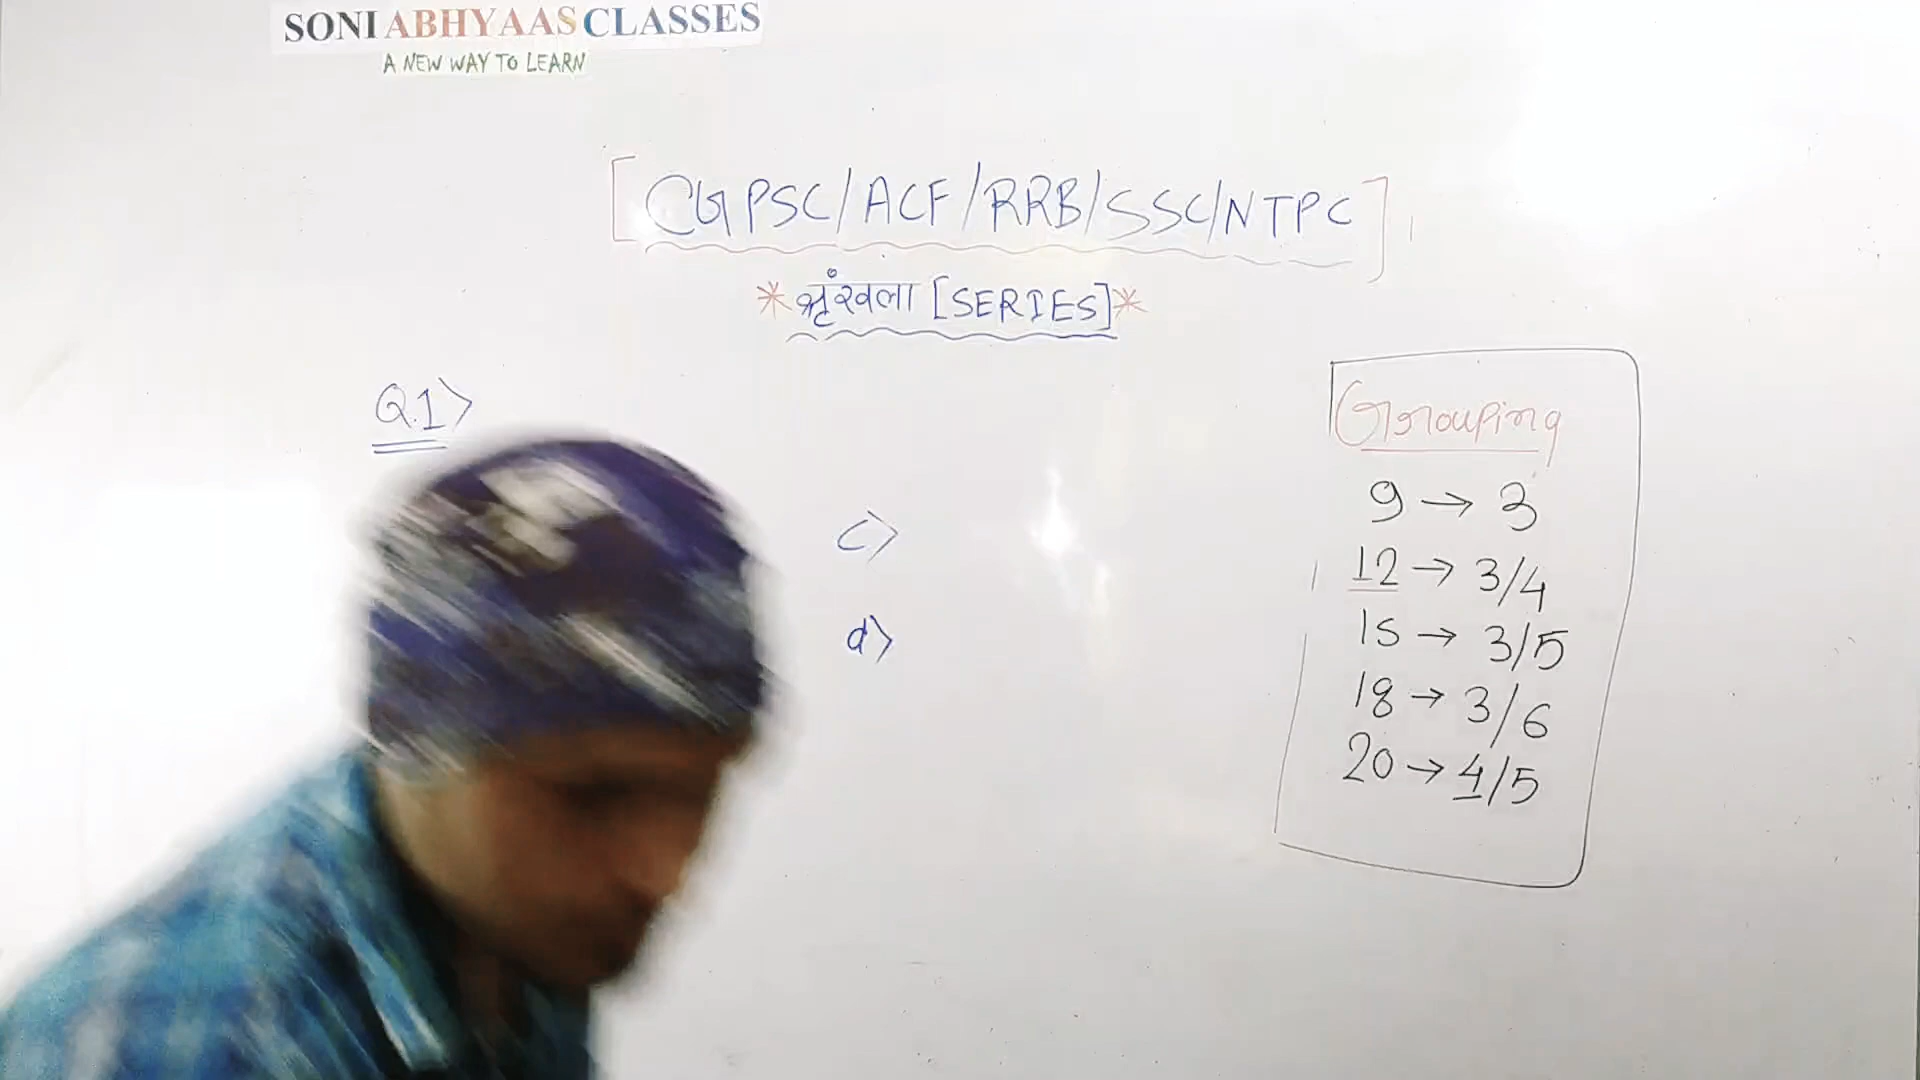 SONI ABHYAAS CLASSES
A NEW WAY TO LEARN
[CGPSC/ACF/RRB/SSC/NTPC]
*श्रृंखला [SERIES]*
Q.1>
c>
d>
Grouping
9 → 3
12 → 3/4
15 → 3/5
18 → 3/6
20 → 4/5